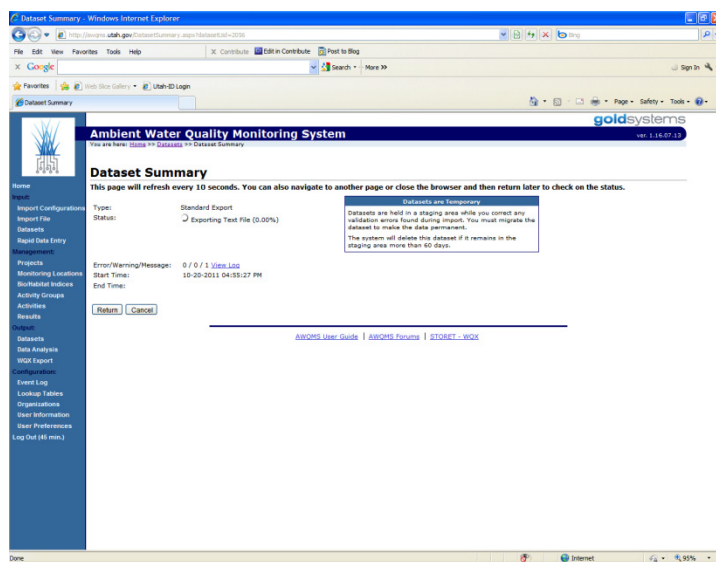 Dataset Summary - Windows Internet Explorer
http://awqms.utah.gov/DatasetSummary.aspx?datasetUid=2036
Bing
File Edit View Favorites Tools Help
X Contribute Edit in Contribute Post to Blog
X Google
Search More >>
Sign In
Favorites Web Slice Gallery Utah-ID Login
Dataset Summary
Page Safety Tools
goldsystems
Ambient Water Quality Monitoring System
ver. 1.16.07.13
You are here: Home >> Datasets >> Dataset Summary
Dataset Summary
This page will refresh every 10 seconds. You can also navigate to another page or close the browser and then return later to check on the status.
Type: Standard Export
Status: Exporting Text File (0.00%)
Datasets are Temporary
Datasets are held in a staging area while you correct any
validation errors found during import. You must migrate the
dataset to make the data permanent.
The system will delete this dataset if it remains in the
staging area more than 60 days.
Error/Warning/Message: 0 / 0 / 1 View Log
Start Time: 10-20-2011 04:55:27 PM
End Time:
Return Cancel
AWQMS User Guide | AWQMS Forums | STORET - WQX
Home
Input:
Import Configurations
Import File
Datasets
Rapid Data Entry
Management:
Projects
Monitoring Locations
Bio/Habitat Indices
Activity Groups
Activities
Results
Output:
Datasets
Data Analysis
WQX Export
Configuration:
Event Log
Lookup Tables
Organizations
User Information
User Preferences
Log Out (45 min.)
Done
Internet
95%